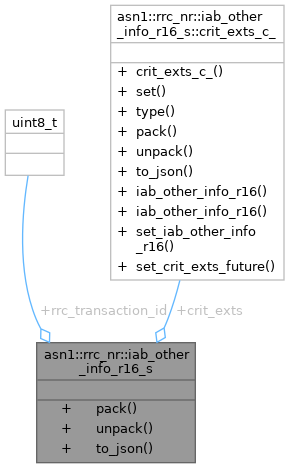 asn1::rrc_nr::iab_other
_info_r16_s::crit_exts_c_
+ crit_exts_c_()
+ set()
+ type()
+ pack()
+ unpack()
+ to_json()
+ iab_other_info_r16()
+ iab_other_info_r16()
+ set_iab_other_info
_r16()
+ set_crit_exts_future()
uint8_t
+rrc_transaction_id
+crit_exts
asn1::rrc_nr::iab_other
_info_r16_s
+ pack()
+ unpack()
+ to_json()